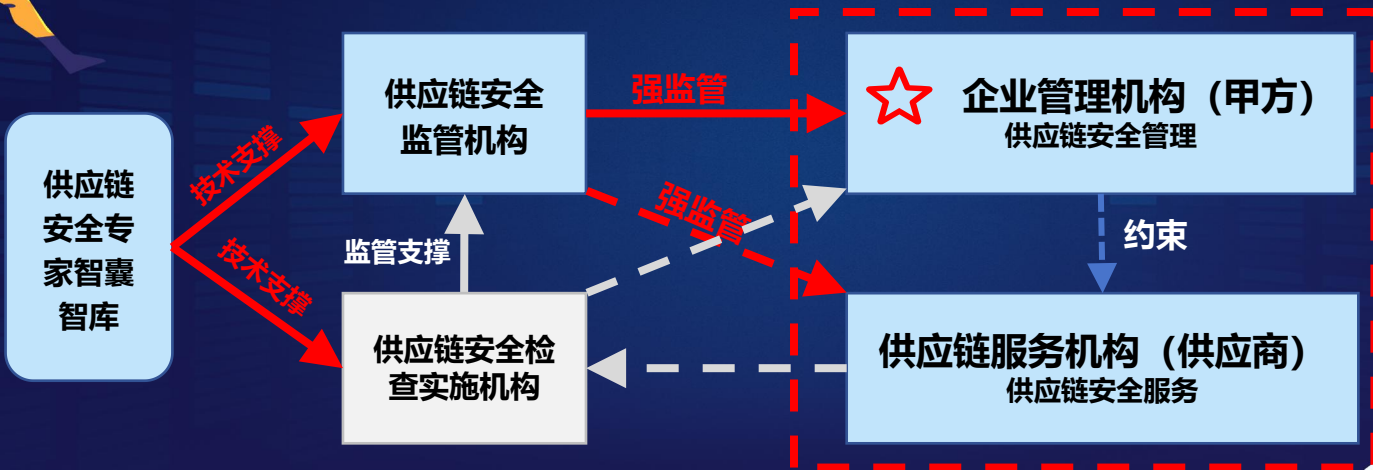 供应链
安全专
家智囊
智库
技术支撑
技术支撑
供应链安全
监管机构
监管支撑
供应链安全检
查实施机构
强监管
强监管
企业管理机构（甲方）
供应链安全管理
约束
供应链服务机构（供应商）
供应链安全服务